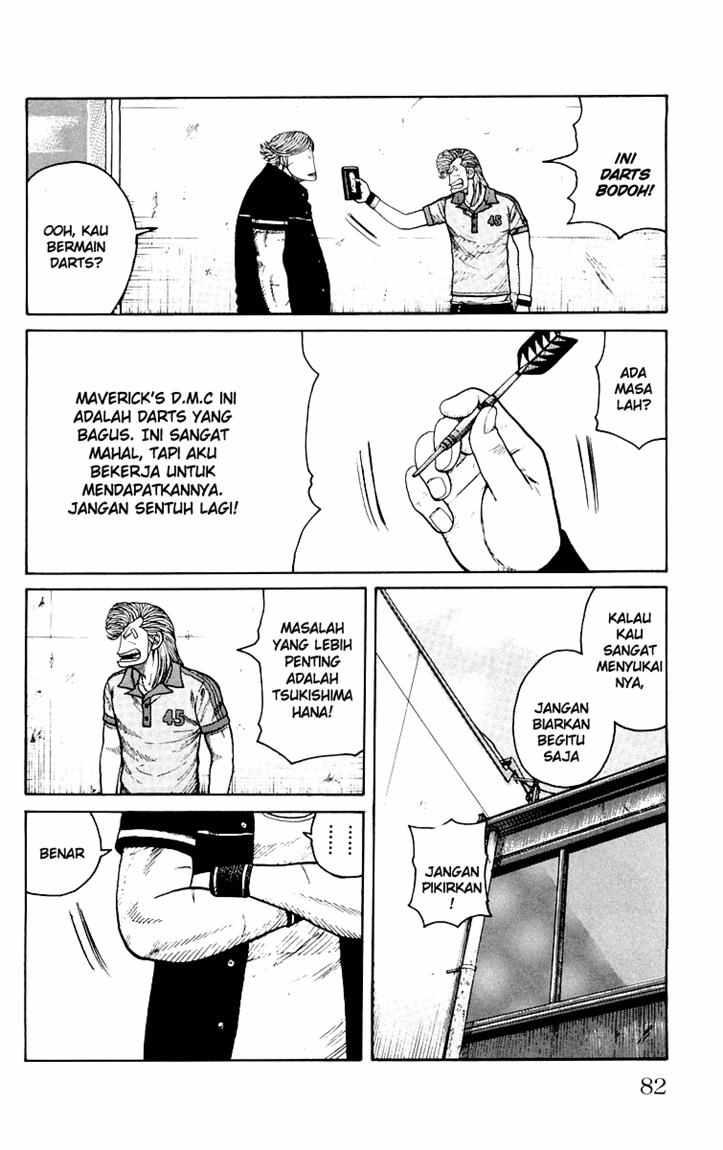 INI
DARTS
BODOH!
OOH, KAU
BERMAIN
DARTS?
45
ADA
MASA
LAH?
MAVERICK'S D.M.C INI
ADALAH DARTS YANG
BAGUS. INI SANGAT
MAHAL, TAPI AKU
BEKERJA UNTUK
MENDAPATKANNYA.
JANGAN SENTUH LAGI!
KALAU
KAU
SANGAT
MENYUKAI
NYA,
JANGAN
BIARKAN
BEGITU
SAJA
JANGAN
PIKIRKAN
!
MASALAH
YANG LEBIH
PENTING
ADALAH
TSUKISHIMA
HANA!
45
......
BENAR
82